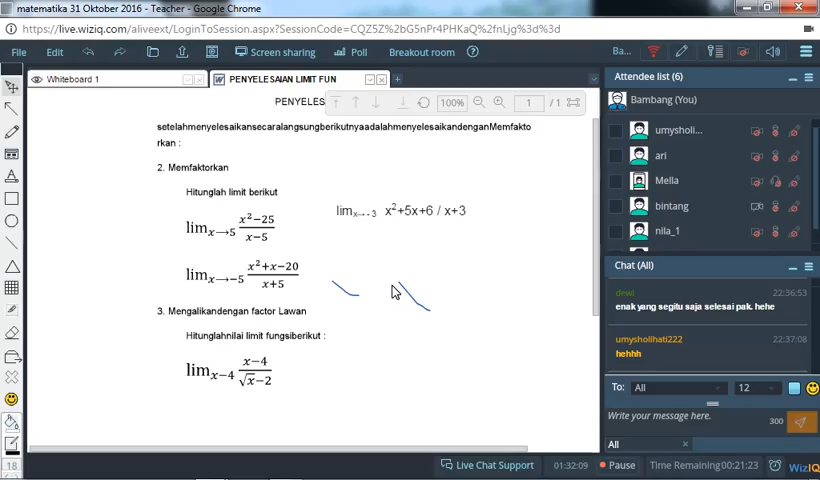 matematika 31 Oktober 2016 - Teacher - Google Chrome
https://live.wiziq.com/aliveext/LoginToSession.aspx?SessionCode=CQZ5Z%2bG5nPr4PHKaQ%2fnLjg%3d%3d
File Edit Screen sharing Poll Breakout room Ba...
Whiteboard 1 PENYELESAIAN LIMIT FUN
Attendee list (6)
PENYELES 100% 1 / 1
Bambang (You)
setelahmenyelesaikansecaralangsungberikutnyaadalahmenyelesaikandenganMemfakto
rkan :
umysholi...
ari
2. Memfaktorkan
Mella
Hitunglah limit berikut
bintang
lim x→-3 x²+5x+6 / x+3
lim x→5 x²−25
x−5
nila_1
lim x→−5 x²+x−20
x+5
Chat (All)
22:36:53
enak yang segitu saja selesai pak. hehe
3. Mengalikandengan factor Lawan
Hitunglahnilai limit fungsiberikut :
umysholihati222 22:37:08
hehhh
lim x−4 x−4
√x−2
To: All 12
Write your message here. 300
All
18
Live Chat Support 01:32:09 Pause Time Remaining 00:21:23 WizIQ